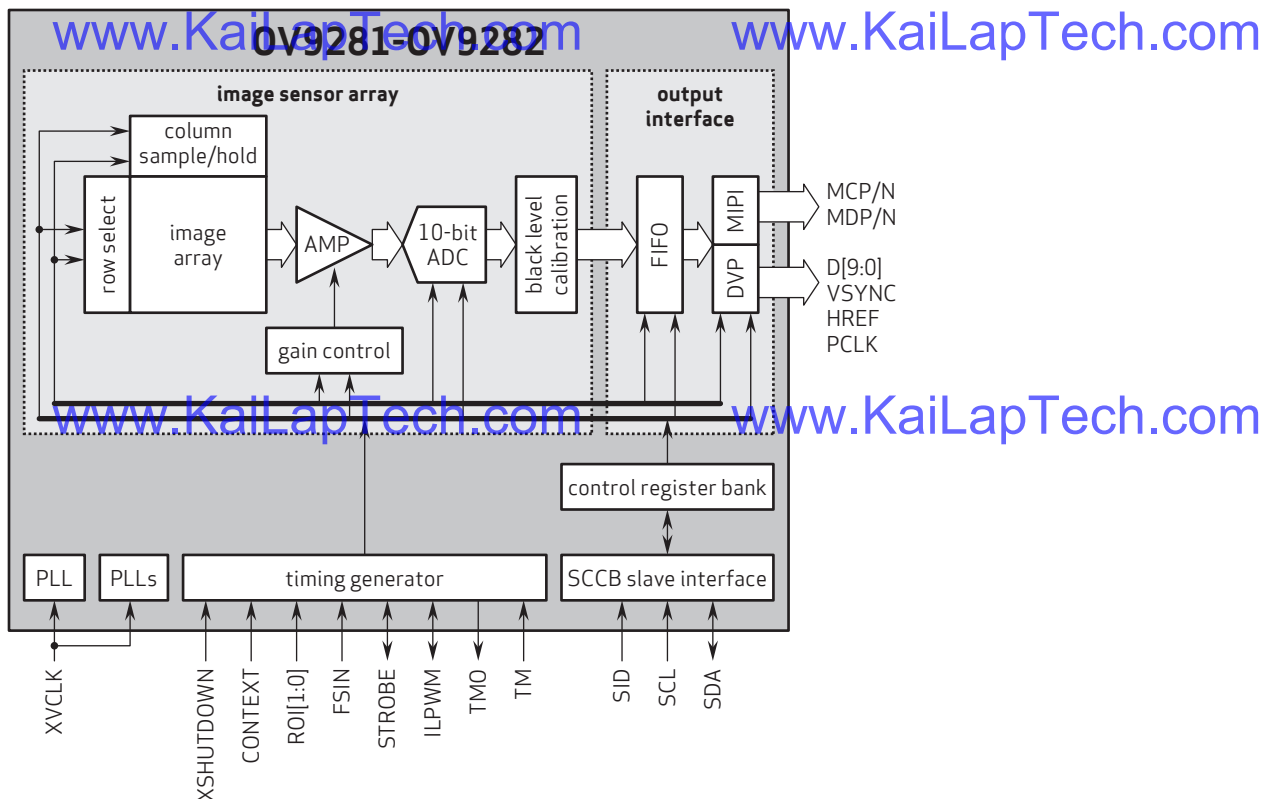 www.KaiLapTech.com
www.KaiLapTech.com
OV9281-OV9282
image sensor array
output
interface
column
sample/hold
row select
image
array
AMP
10-bit
ADC
black level
calibration
FIFO
MIPI
DVP
MCP/N
MDP/N
D[9:0]
VSYNC
HREF
PCLK
gain control
www.KaiLapTech.com
www.KaiLapTech.com
control register bank
PLL
PLLs
timing generator
SCCB slave interface
XVCLK
XSHUTDOWN
CONTEXT
ROI[1:0]
FSIN
STROBE
ILPWM
TMO
TM
SID
SCL
SDA